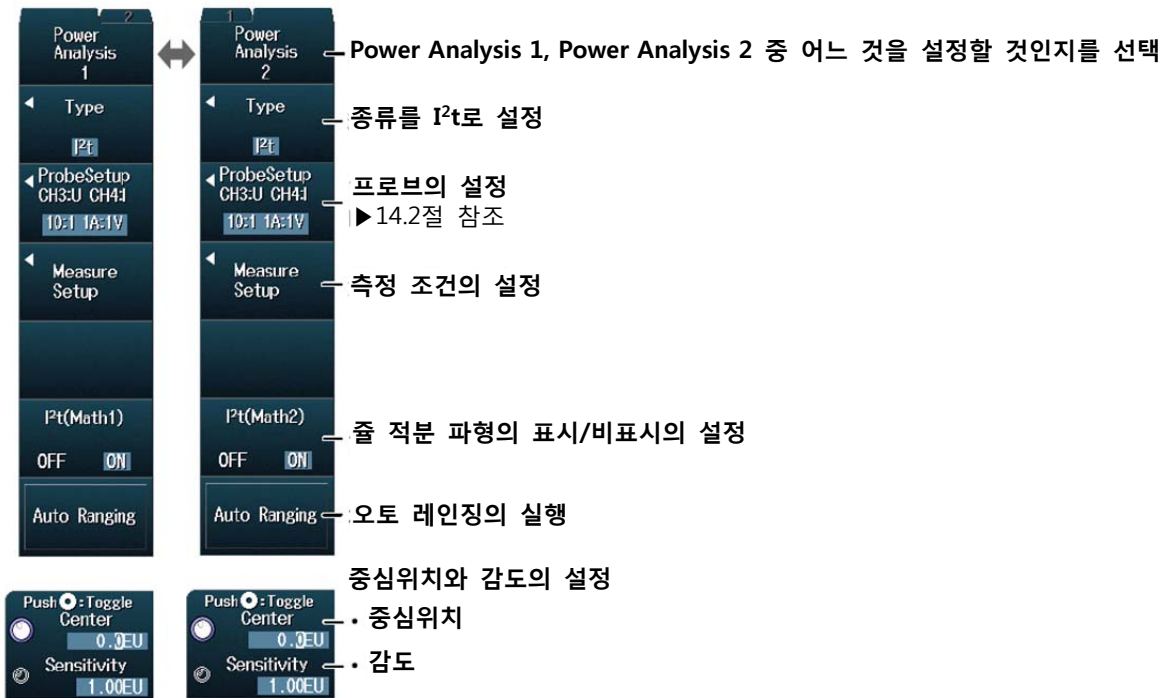 2
Power
Analysis
1
Type
I²t
ProbeSetup
CH3:U CH4:I
10:1 1A:1V
Measure
Setup
I²t(Math1)
OFF ON
Auto Ranging
Push :Toggle
Center
0.0EU
Sensitivity
1.00EU
1
Power
Analysis
2
Type
I²t
ProbeSetup
CH3:U CH4:I
10:1 1A:1V
Measure
Setup
I²t(Math2)
OFF ON
Auto Ranging
Push :Toggle
Center
0.0EU
Sensitivity
1.00EU
Power Analysis 1, Power Analysis 2 중 어느 것을 설정할 것인지를 선택
종류를 I²t로 설정
프로브의 설정
▶14.2절 참조
측정 조건의 설정
쥴 적분 파형의 표시/비표시의 설정
오토 레인징의 실행
중심위치와 감도의 설정
• 중심위치
• 감도